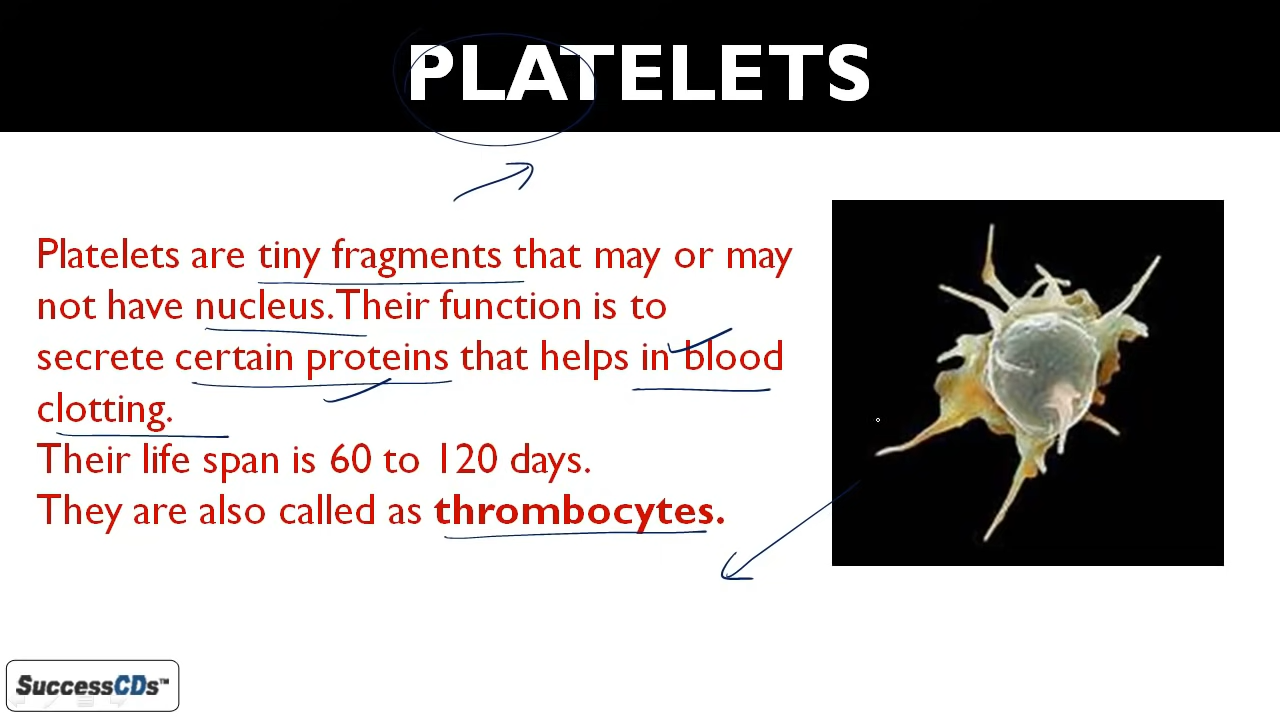 PLATELETS
Platelets are tiny fragments that may or may
not have nucleus. Their function is to
secrete certain proteins that helps in blood
clotting.
Their life span is 60 to 120 days.
They are also called as thrombocytes.
SuccessCDs™